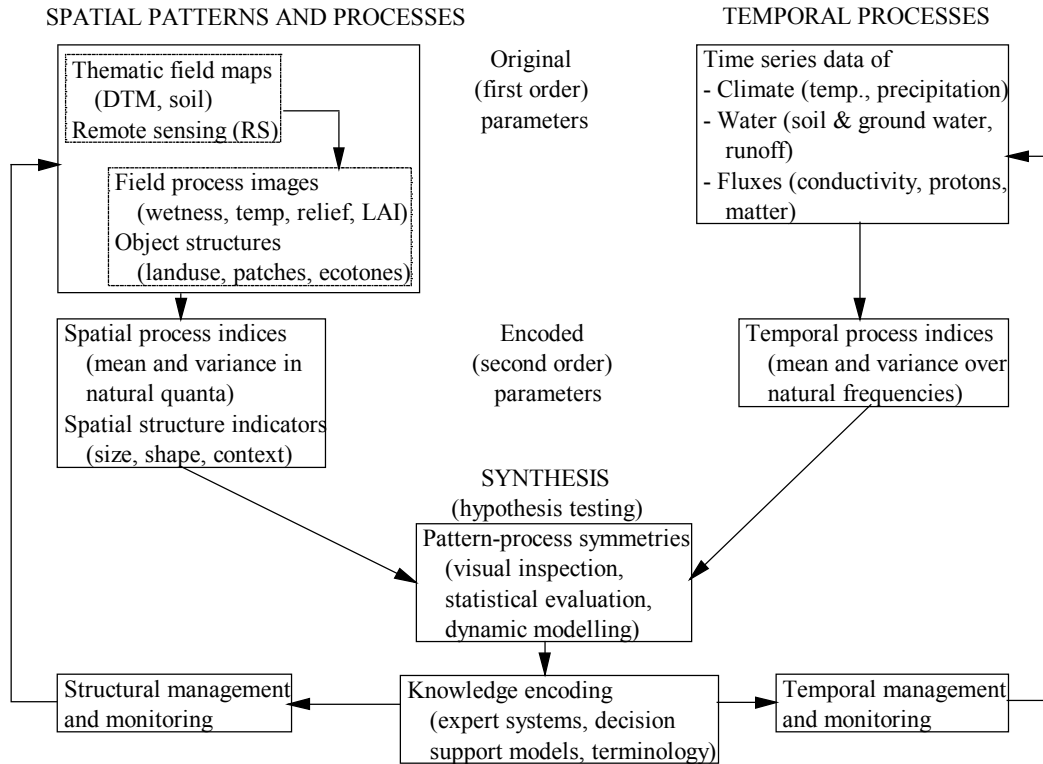 SPATIAL PATTERNS AND PROCESSES
TEMPORAL PROCESSES
Thematic field maps
(DTM, soil)
Remote sensing (RS)
Field process images
(wetness, temp, relief, LAI)
Object structures
(landuse, patches, ecotones)
Original
(first order)
parameters
Time series data of
- Climate (temp., precipitation)
- Water (soil & ground water,
runoff)
- Fluxes (conductivity, protons,
matter)
Spatial process indices
(mean and variance in
natural quanta)
Spatial structure indicators
(size, shape, context)
Encoded
(second order)
parameters
Temporal process indices
(mean and variance over
natural frequencies)
SYNTHESIS
(hypothesis testing)
Pattern-process symmetries
(visual inspection,
statistical evaluation,
dynamic modelling)
Structural management
and monitoring
Knowledge encoding
(expert systems, decision
support models, terminology)
Temporal management
and monitoring